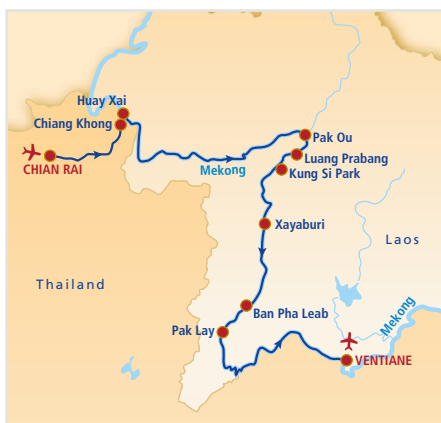 Huay Xai
Chiang Khong
CHIAN RAI
Mekong
Pak Ou
Luang Prabang
Kung Si Park
Xayaburi
Laos
Thailand
Ban Pha Leab
Mekong
Pak Lay
VENTIANE